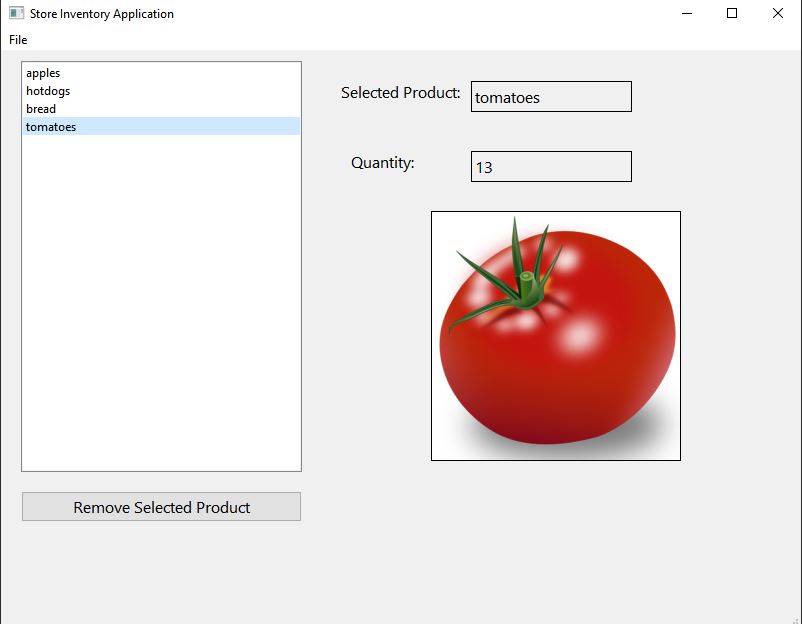 Store Inventory Application
File
apples
hotdogs
bread
tomatoes
Selected Product: tomatoes
Quantity: 13
Remove Selected Product